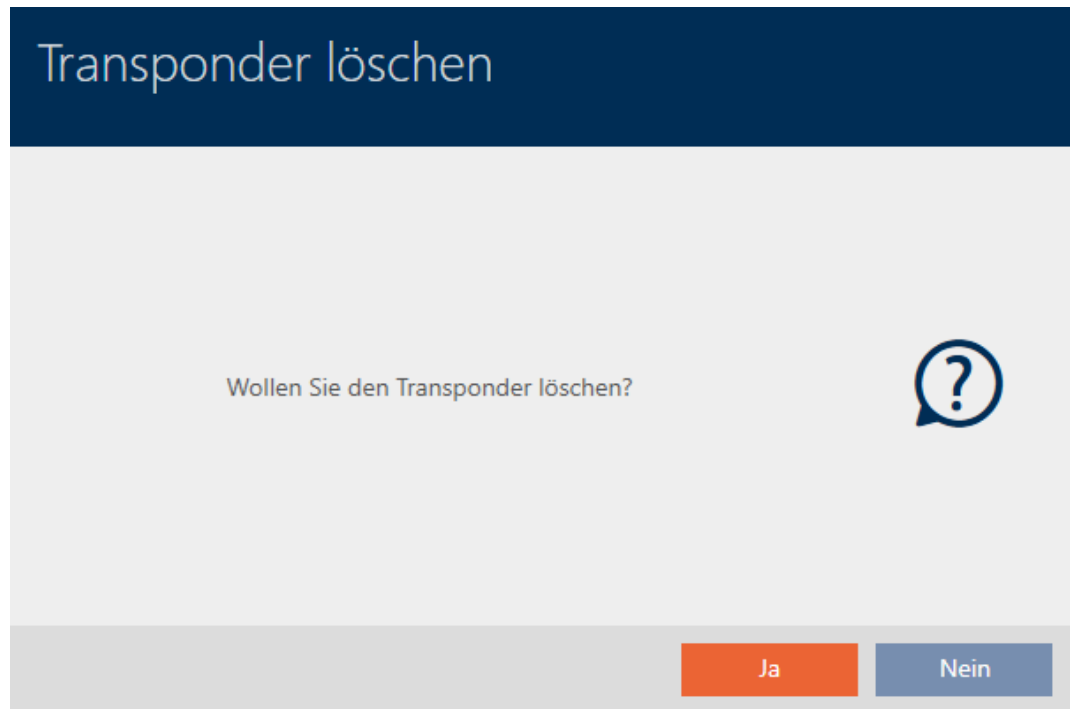 Transponder löschen
Wollen Sie den Transponder löschen?
?
Ja
Nein